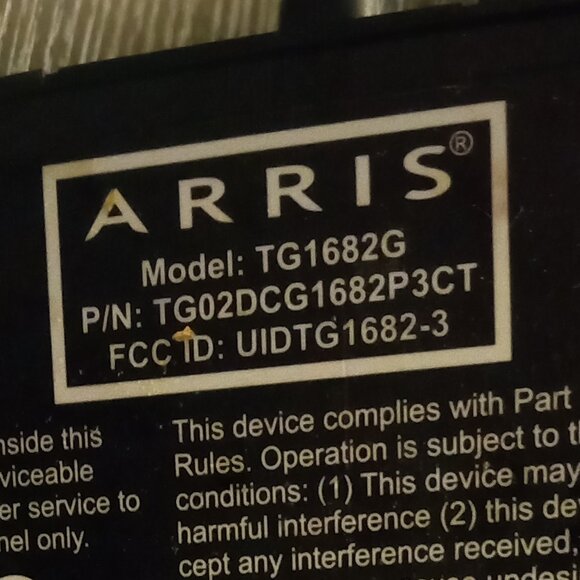 ARRIS®
Model: TG1682G
P/N: TG02DCG1682P3CT
FCC ID: UIDTG1682-3
nside this
viceable
er service to
nel only.
This device complies with Part
Rules. Operation is subject to t
conditions: (1) This device may
harmful interference (2) this de
cept any interference received,